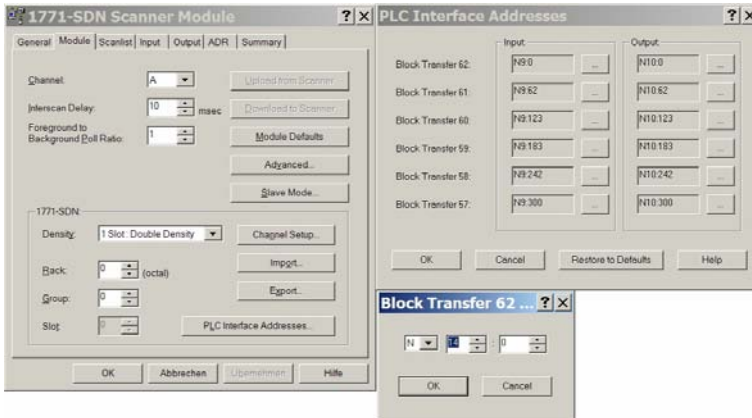 1771-SDN Scanner Module
General Module Scanlist Input Output ADR Summary
Channel: A Upload from Scanner
Interscan Delay: 10 msec Download to Scanner
Foreground to
Background Poll Ratio: 1 Module Defaults
Advanced...
Slave Mode...
1771-SDN:
Density: 1 Slot: Double Density Channel Setup...
Rack: 0 (octal) Import...
Group: 0 Export...
Slot: 0 PLC Interface Addresses...
OK Abbrechen Übernehmen Hilfe
PLC Interface Addresses
Input: Output:
Block Transfer 62: N9:0 ... N10:0 ...
Block Transfer 61: N9:62 ... N10:62 ...
Block Transfer 60: N9:123 ... N10:123 ...
Block Transfer 59: N9:183 ... N10:183 ...
Block Transfer 58: N9:242 ... N10:242 ...
Block Transfer 57: N9:300 ... N10:300 ...
OK Cancel Restore to Defaults Help
Block Transfer 62 ...
N 14 : 0
OK Cancel